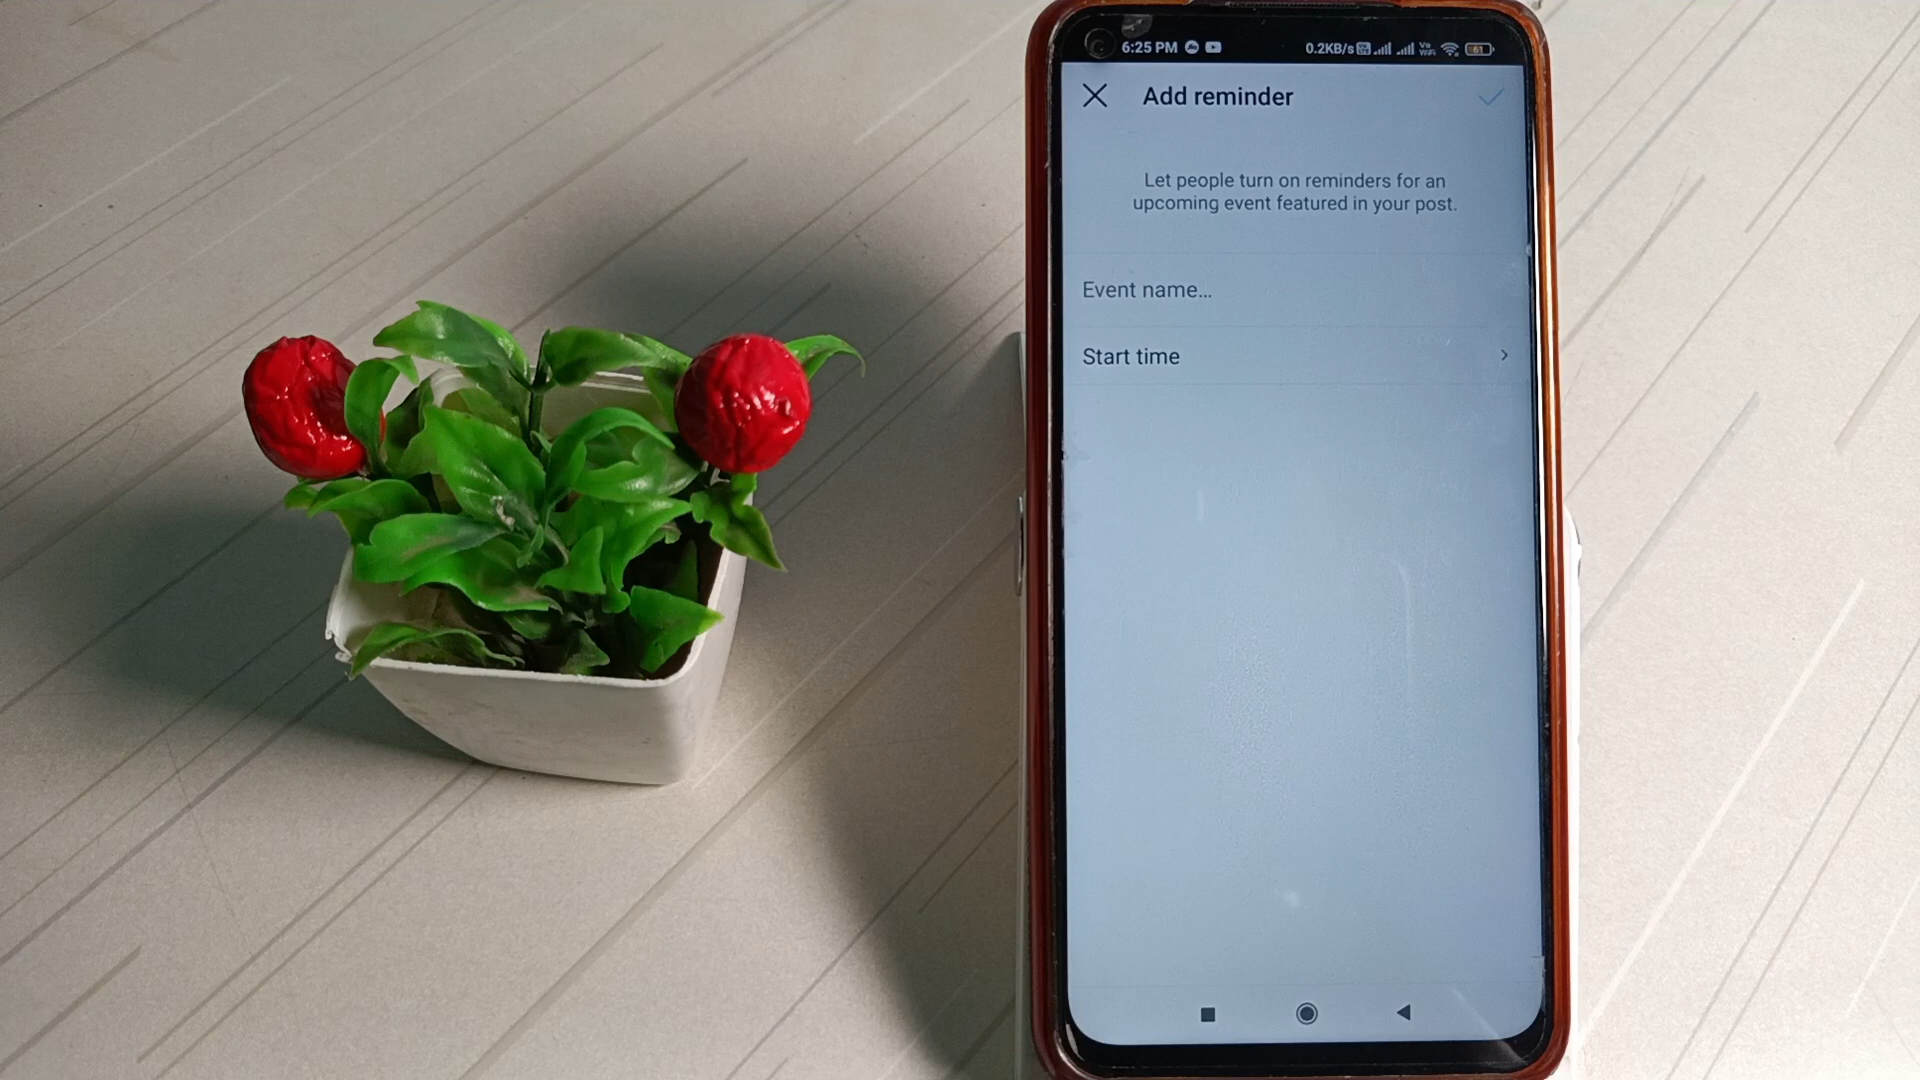 6:25 PM
0.2KB/s
61
Add reminder
Let people turn on reminders for an
upcoming event featured in your post.
Event name...
Start time